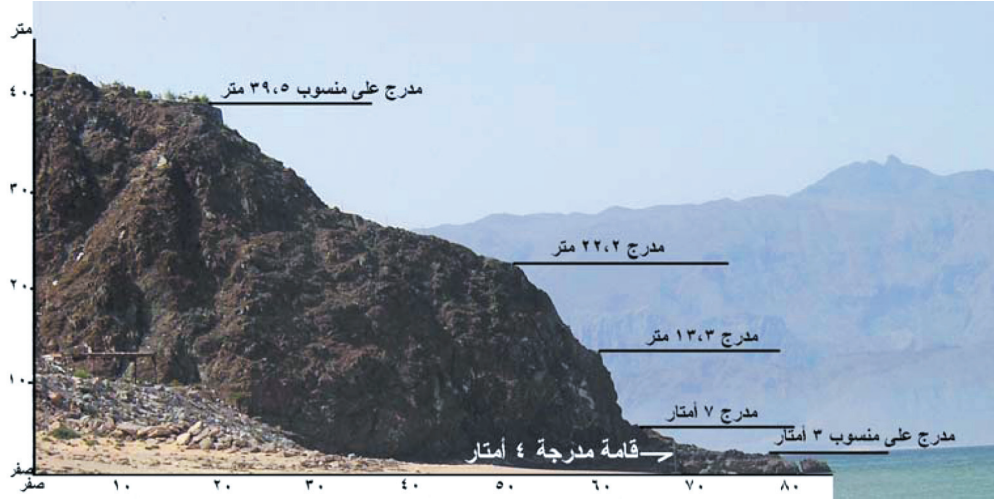 متر
٤٠
٣٠
٢٠
١٠
صفر
مدرج على منسوب ٣٩،٥ متر
مدرج ٢٢،٢ متر
مدرج ١٣،٣ متر
مدرج ٧ أمتار
مدرج على منسوب ٣ أمتار
قامة مدرجة ٤ أمتار
صفر ١٠ ٢٠ ٣٠ ٤٠ ٥٠ ٦٠ ٧٠ ٨٠